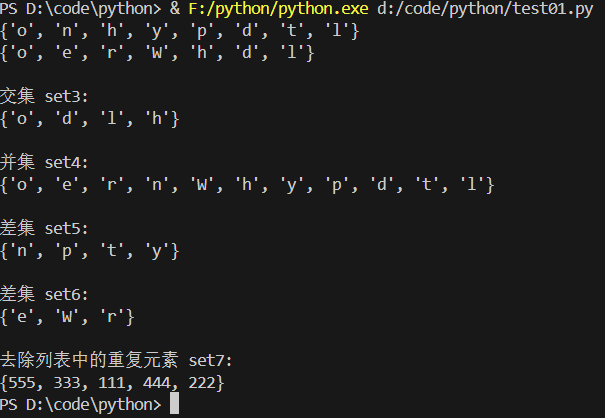 PS D:\code\python> & F:/python/python.exe d:/code/python/test01.py
{'o', 'n', 'h', 'y', 'p', 'd', 't', 'l'}
{'o', 'e', 'r', 'W', 'h', 'd', 'l'}
交集 set3:
{'o', 'd', 'l', 'h'}
并集 set4:
{'o', 'e', 'r', 'n', 'W', 'h', 'y', 'p', 'd', 't', 'l'}
差集 set5:
{'n', 'p', 't', 'y'}
差集 set6:
{'e', 'W', 'r'}
去除列表中的重复元素 set7:
{555, 333, 111, 444, 222}
PS D:\code\python>